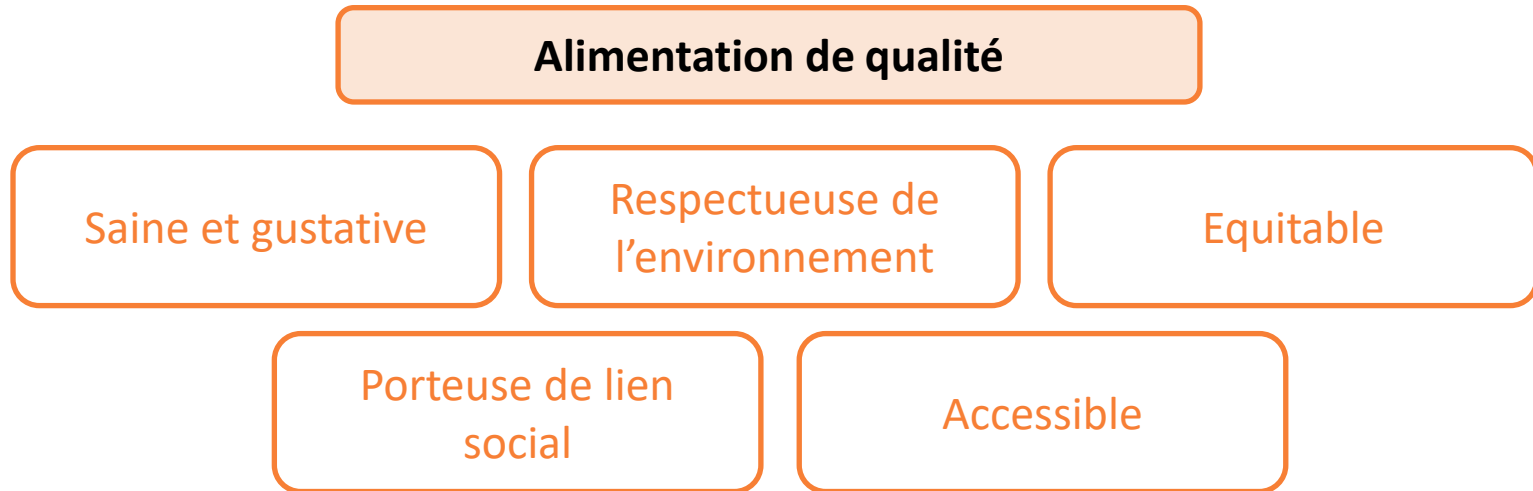 Alimentation de qualité
Saine et gustative
Respectueuse de
l’environnement
Equitable
Porteuse de lien
social
Accessible